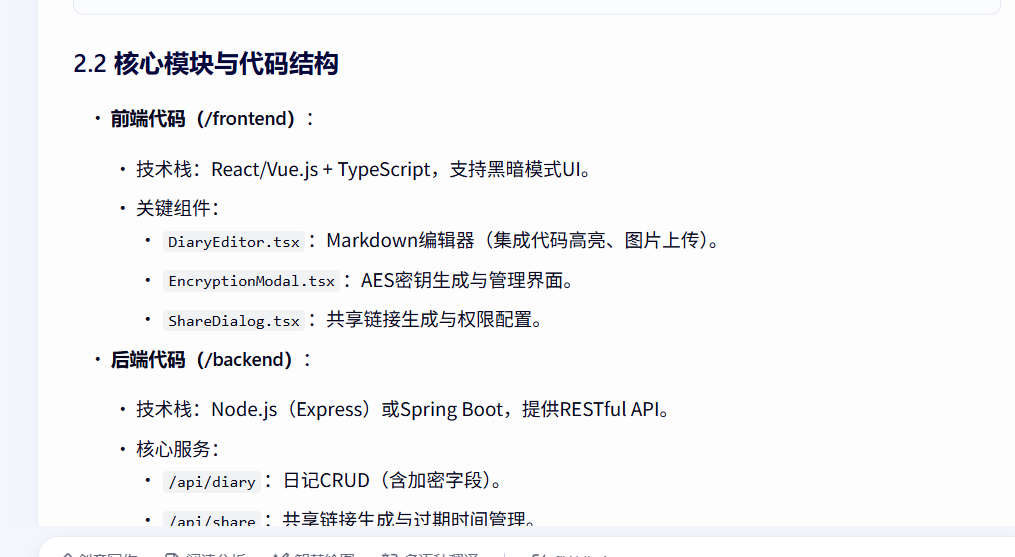 2.2 核心模块与代码结构
• 前端代码（/frontend）：
• 技术栈：React/Vue.js + TypeScript，支持黑暗模式UI。
• 关键组件：
• DiaryEditor.tsx：Markdown编辑器（集成代码高亮、图片上传）。
• EncryptionModal.tsx：AES密钥生成与管理界面。
• ShareDialog.tsx：共享链接生成与权限配置。
• 后端代码（/backend）：
• 技术栈：Node.js（Express）或Spring Boot，提供RESTful API。
• 核心服务：
• /api/diary：日记CRUD（含加密字段）。
• /api/share：共享链接生成与过期时间管理。